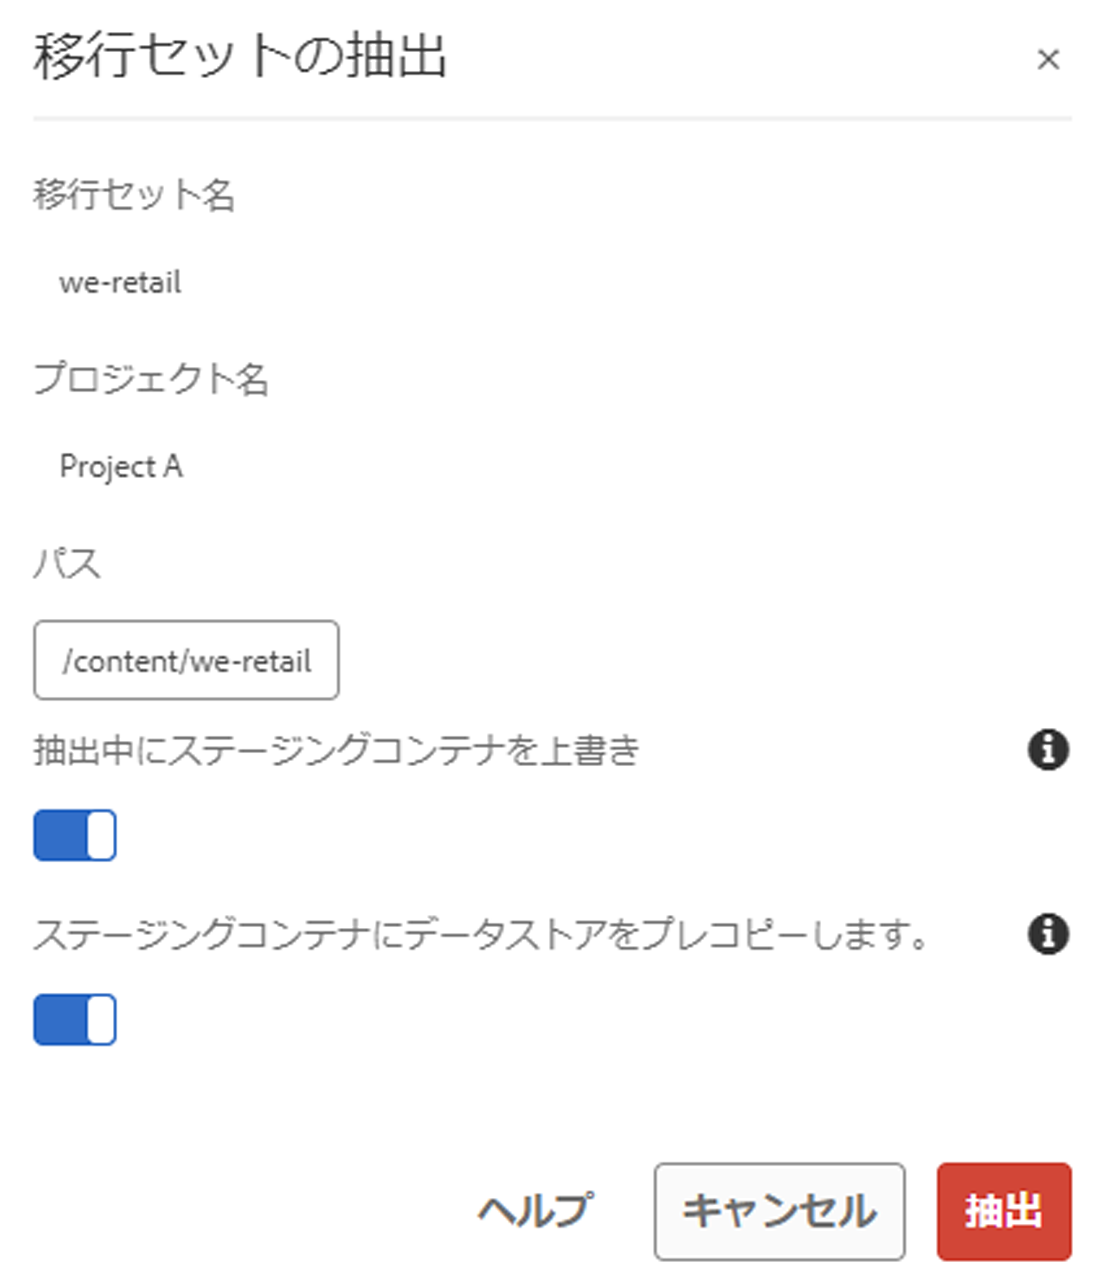 移行セットの抽出
移行セット名
we-retail
プロジェクト名
Project A
パス
/content/we-retail
抽出中にステージングコンテナを上書き
ステージングコンテナにデータストアをプレコピーします。
ヘルプ キャンセル 抽出